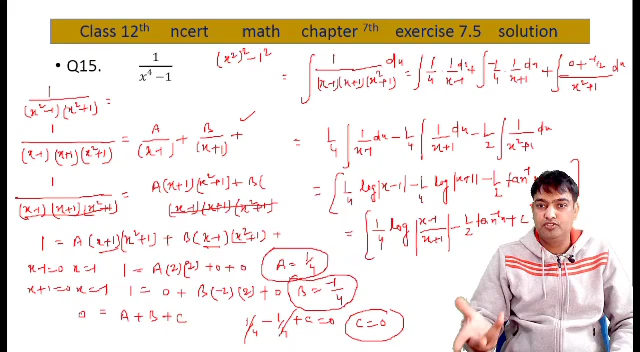 Class 12th ncert math chapter 7th exercise 7.5 solution
• Q15. 1/(x⁴−1) (x²)²−1²
1/((x²−1)(x²+1)) =
1/((x−1)(x+1)(x²+1)) = A/(x−1) + B/(x+1) + ✓
1/((x−1)(x+1)(x²+1)) = A(x+1)(x²+1) + B( / (x−1)(x+1)(x²+1)
1 = A(x+1)(x²+1) + B(x−1)(x²+1) +
x−1=0 x=1 1 = A(2)(2) +0+0 A = 1/4
x+1=0 x=−1 1 = 0 + B(−2)(2) +0 B = −1/4
0 = A+B+C 1/4 − 1/4 + C = 0 C=0
= ∫ 1/((x−1)(x+1)(x²+1)) dx = ∫ 1/4 · 1/(x−1) dx + ∫ −1/4 · 1/(x+1) dx + ∫ (0+−1/2)/(x²+1) dx
= 1/4 ∫ 1/(x−1) dx − 1/4 ∫ 1/(x+1) dx − 1/2 ∫ 1/(x²+1) dx
= [1/4 log|x−1| − 1/4 log|x+1| − 1/2 tan⁻¹
= [1/4 log |(x−1)/(x+1)| − 1/2 tan⁻¹x + C